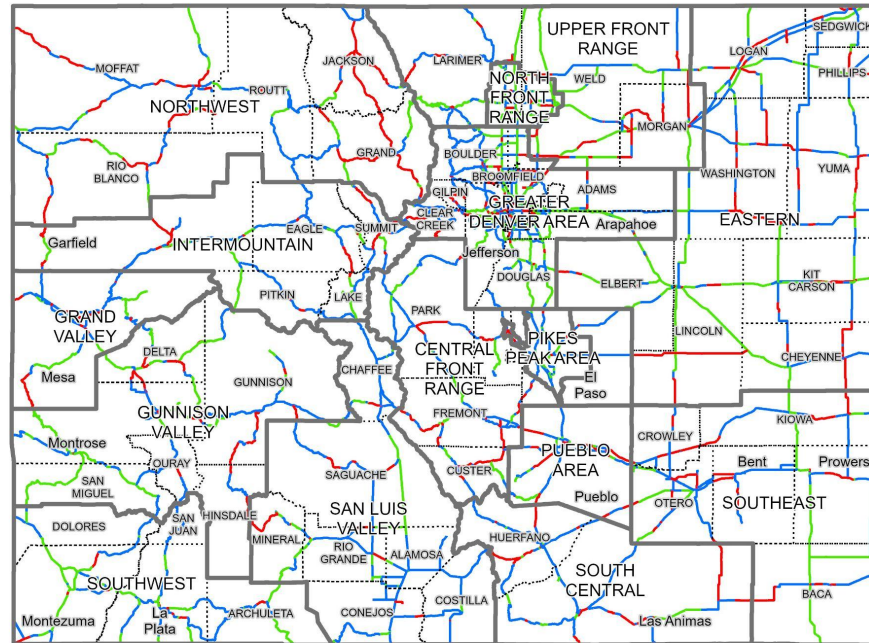 UPPER FRONT
RANGE
SEDGWICK
LOGAN
MOFFAT
JACKSON
LARIMER
PHILLIPS
NORTHWEST
ROUTT
NORTH
FRONT
RANGE
WELD
MORGAN
GRAND
BOULDER
RIO
BLANCO
BROOMFIELD
WASHINGTON
YUMA
GILPIN
ADAMS
GREATER
DENVER AREA
CLEAR
CREEK
EASTERN
Garfield
INTERMOUNTAIN
EAGLE
SUMMIT
Arapahoe
Jefferson
DOUGLAS
ELBERT
KIT
CARSON
PITKIN
LAKE
PARK
GRAND
VALLEY
LINCOLN
PIKES
PEAK AREA
DELTA
CENTRAL
FRONT
RANGE
CHEYENNE
Mesa
GUNNISON
CHAFFEE
El
Paso
GUNNISON
VALLEY
FREMONT
KIOWA
Montrose
CROWLEY
OURAY
PUEBLO
AREA
Bent
Prowers
SAGUACHE
CUSTER
SAN
MIGUEL
Pueblo
OTERO
SOUTHEAST
DOLORES
SAN
JUAN
HINSDALE
SAN LUIS
VALLEY
MINERAL
HUERFANO
RIO
GRANDE
ALAMOSA
SOUTHWEST
SOUTH
CENTRAL
COSTILLA
BACA
Montezuma
La
Plata
ARCHULETA
CONEJOS
Las Animas